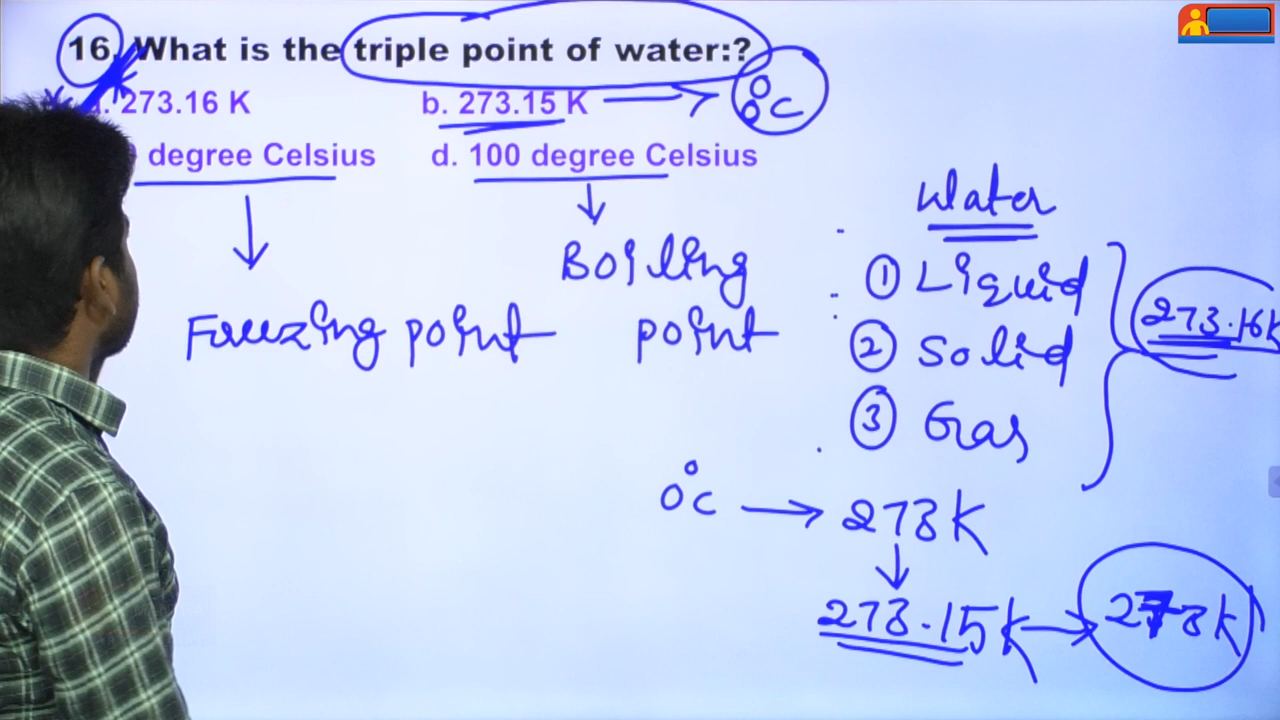 16. What is the triple point of water:?
a. 273.16 K b. 273.15 K → 0°C
degree Celsius d. 100 degree Celsius
Freezing point
Boiling
point
Water
① Liquid
② Solid
③ Gas
273.16K
0°C → 273K
273.15K → 273K